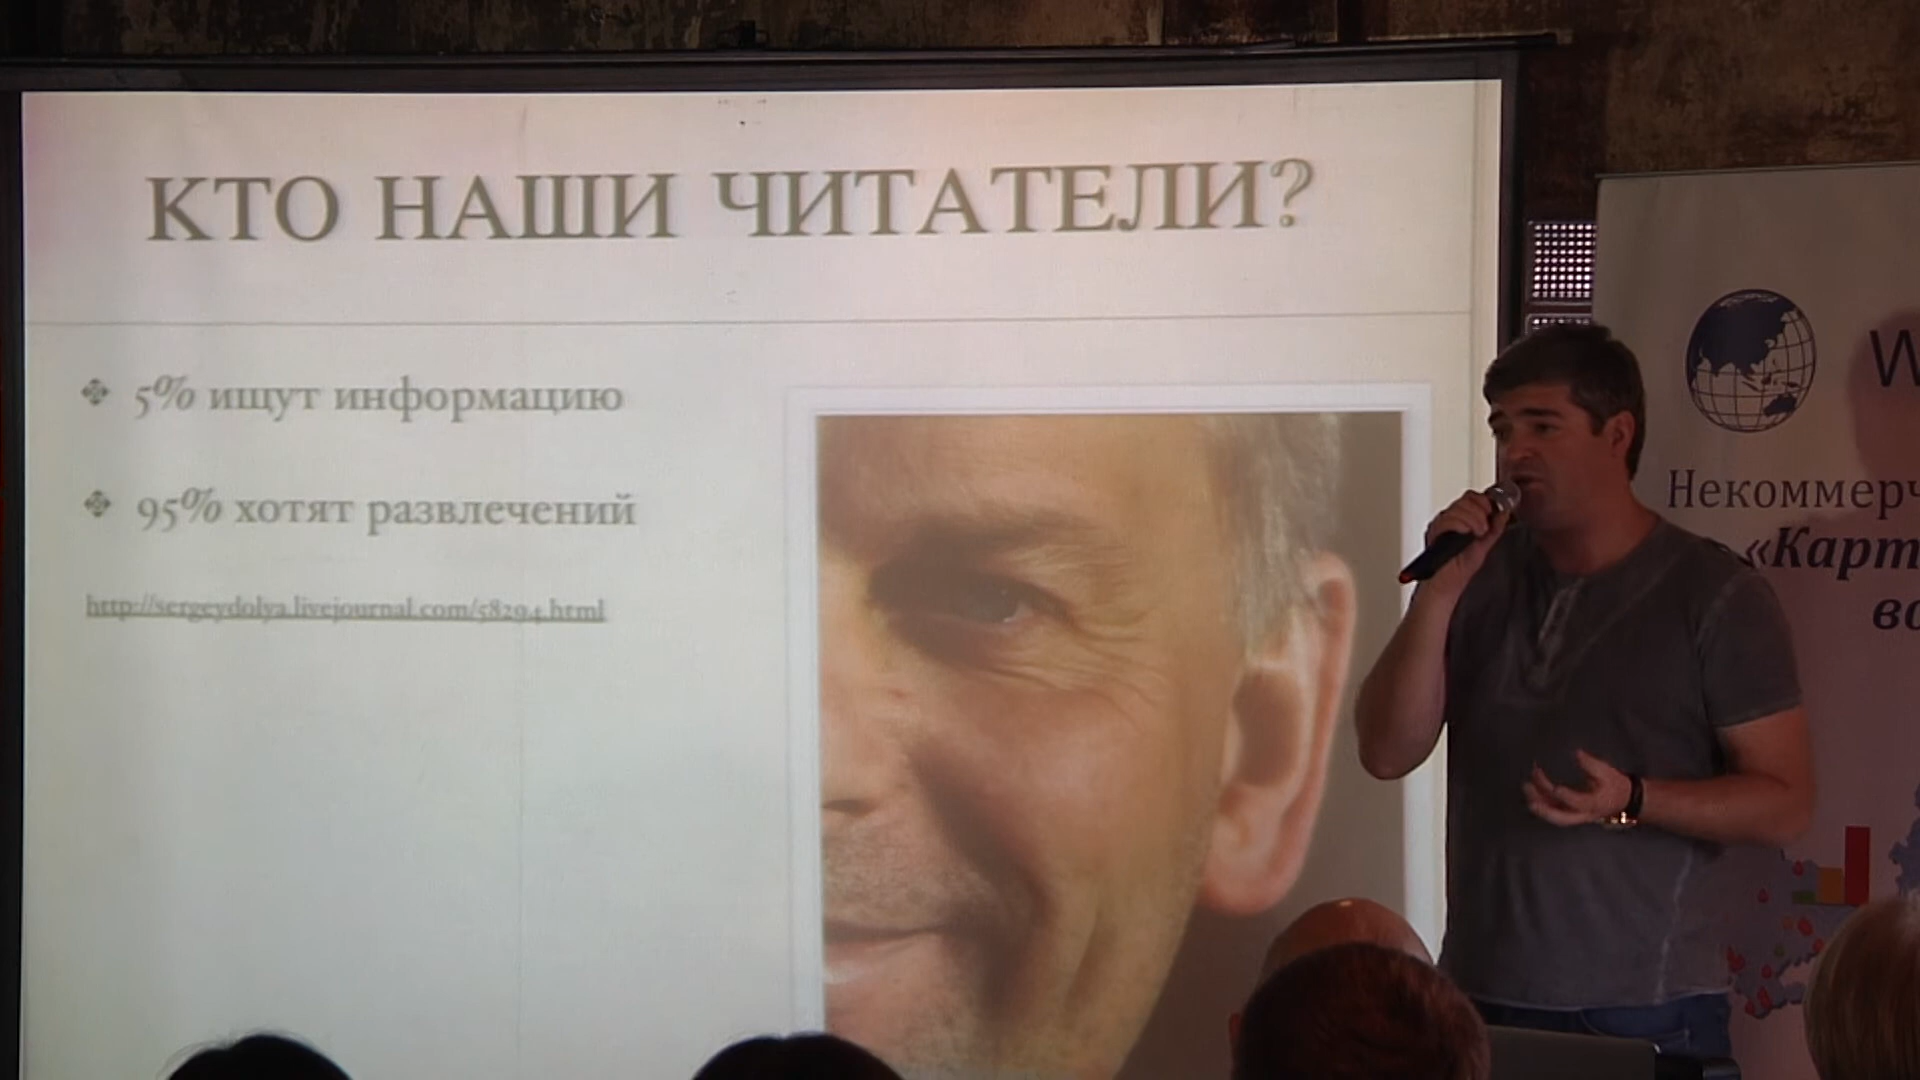 КТО НАШИ ЧИТАТЕЛИ?
5% ищут информацию
95% хотят развлечений
http://sergeydolya.livejournal.com/58294.html
W
Некоммерч
«Карт
во